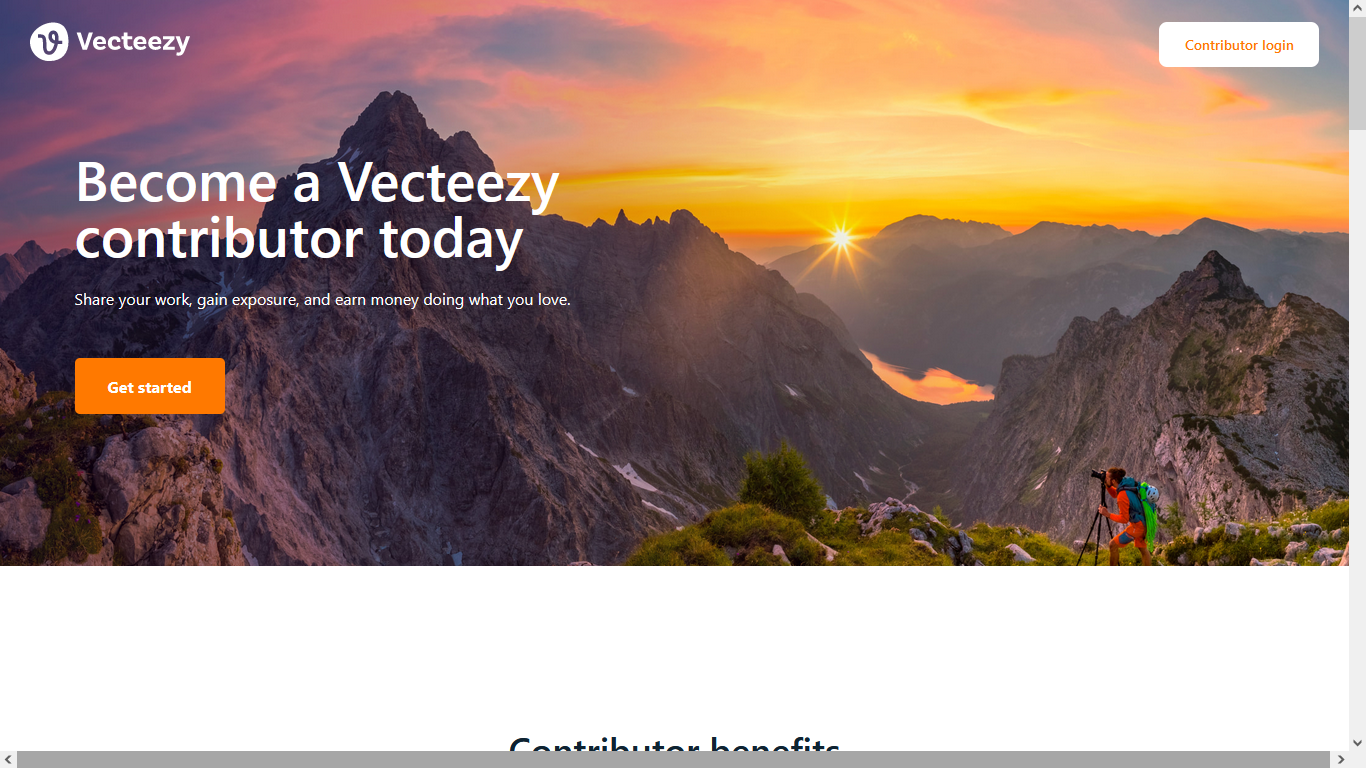 Vecteezy
Contributor login
Become a Vecteezy
contributor today
Share your work, gain exposure, and earn money doing what you love.
Get started
Contributor benefits